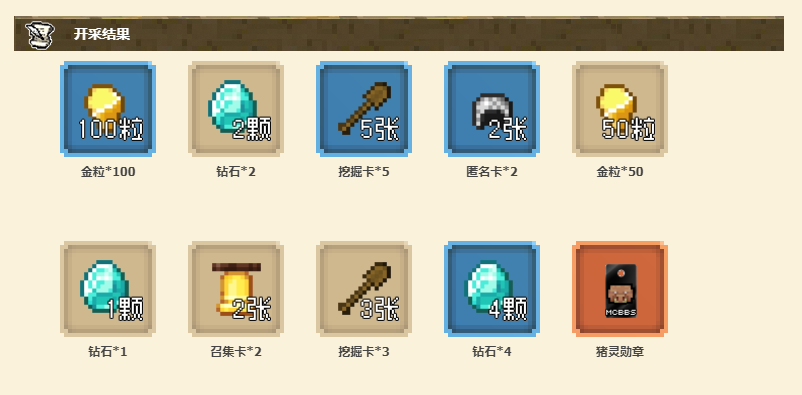 开采结果
100粒
2颗
5张
2张
50粒
金粒*100
钻石*2
挖掘卡*5
匿名卡*2
金粒*50
1颗
2张
3张
4颗
MCBBS
钻石*1
召集卡*2
挖掘卡*3
钻石*4
猪灵勋章